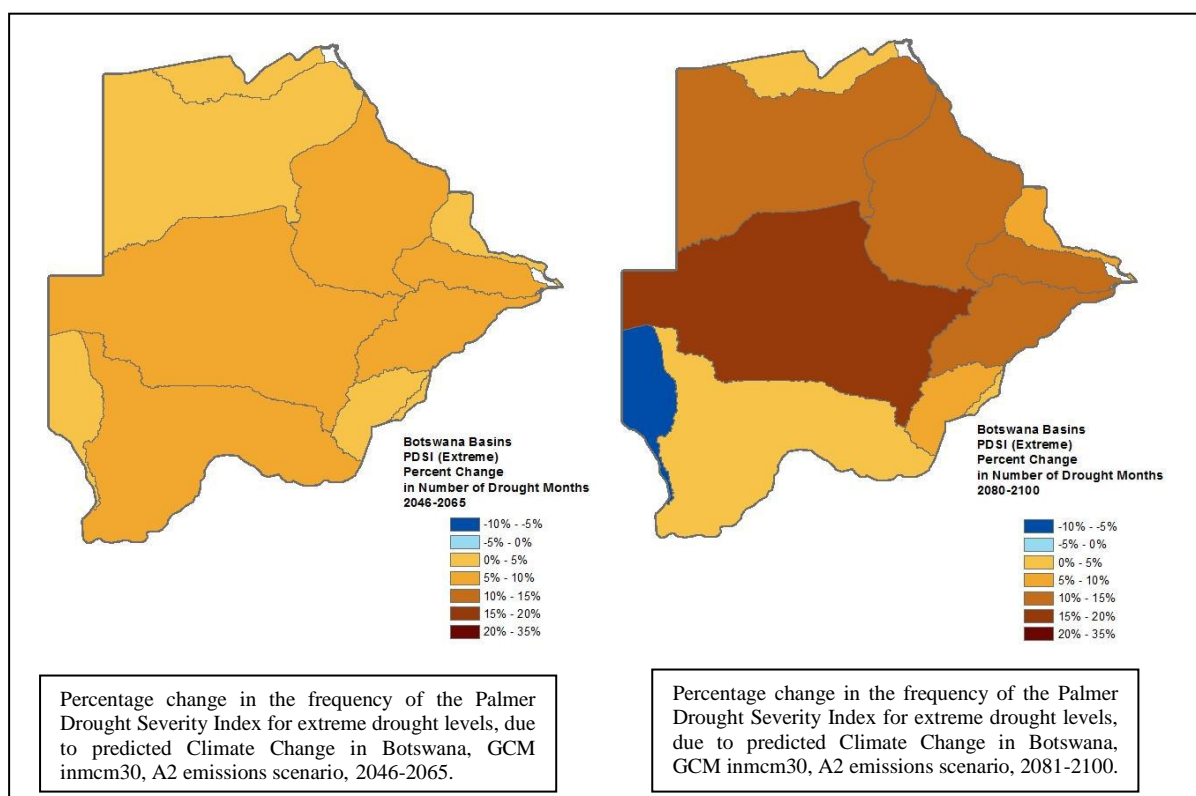 Botswana Basins
PDSI (Extreme)
Percent Change
in Number of Drought Months
2046-2065
-10% - -5%
-5% - 0%
0% - 5%
5% - 10%
10% - 15%
15% - 20%
20% - 35%
Percentage change in the frequency of the Palmer
Drought Severity Index for extreme drought levels, due
to predicted Climate Change in Botswana, GCM
inmcm30, A2 emissions scenario, 2046-2065.
Botswana Basins
PDSI (Extreme)
Percent Change
in Number of Drought Months
2080-2100
-10% - -5%
-5% - 0%
0% - 5%
5% - 10%
10% - 15%
15% - 20%
20% - 35%
Percentage change in the frequency of the Palmer
Drought Severity Index for extreme drought levels,
due to predicted Climate Change in Botswana,
GCM inmcm30, A2 emissions scenario, 2081-2100.